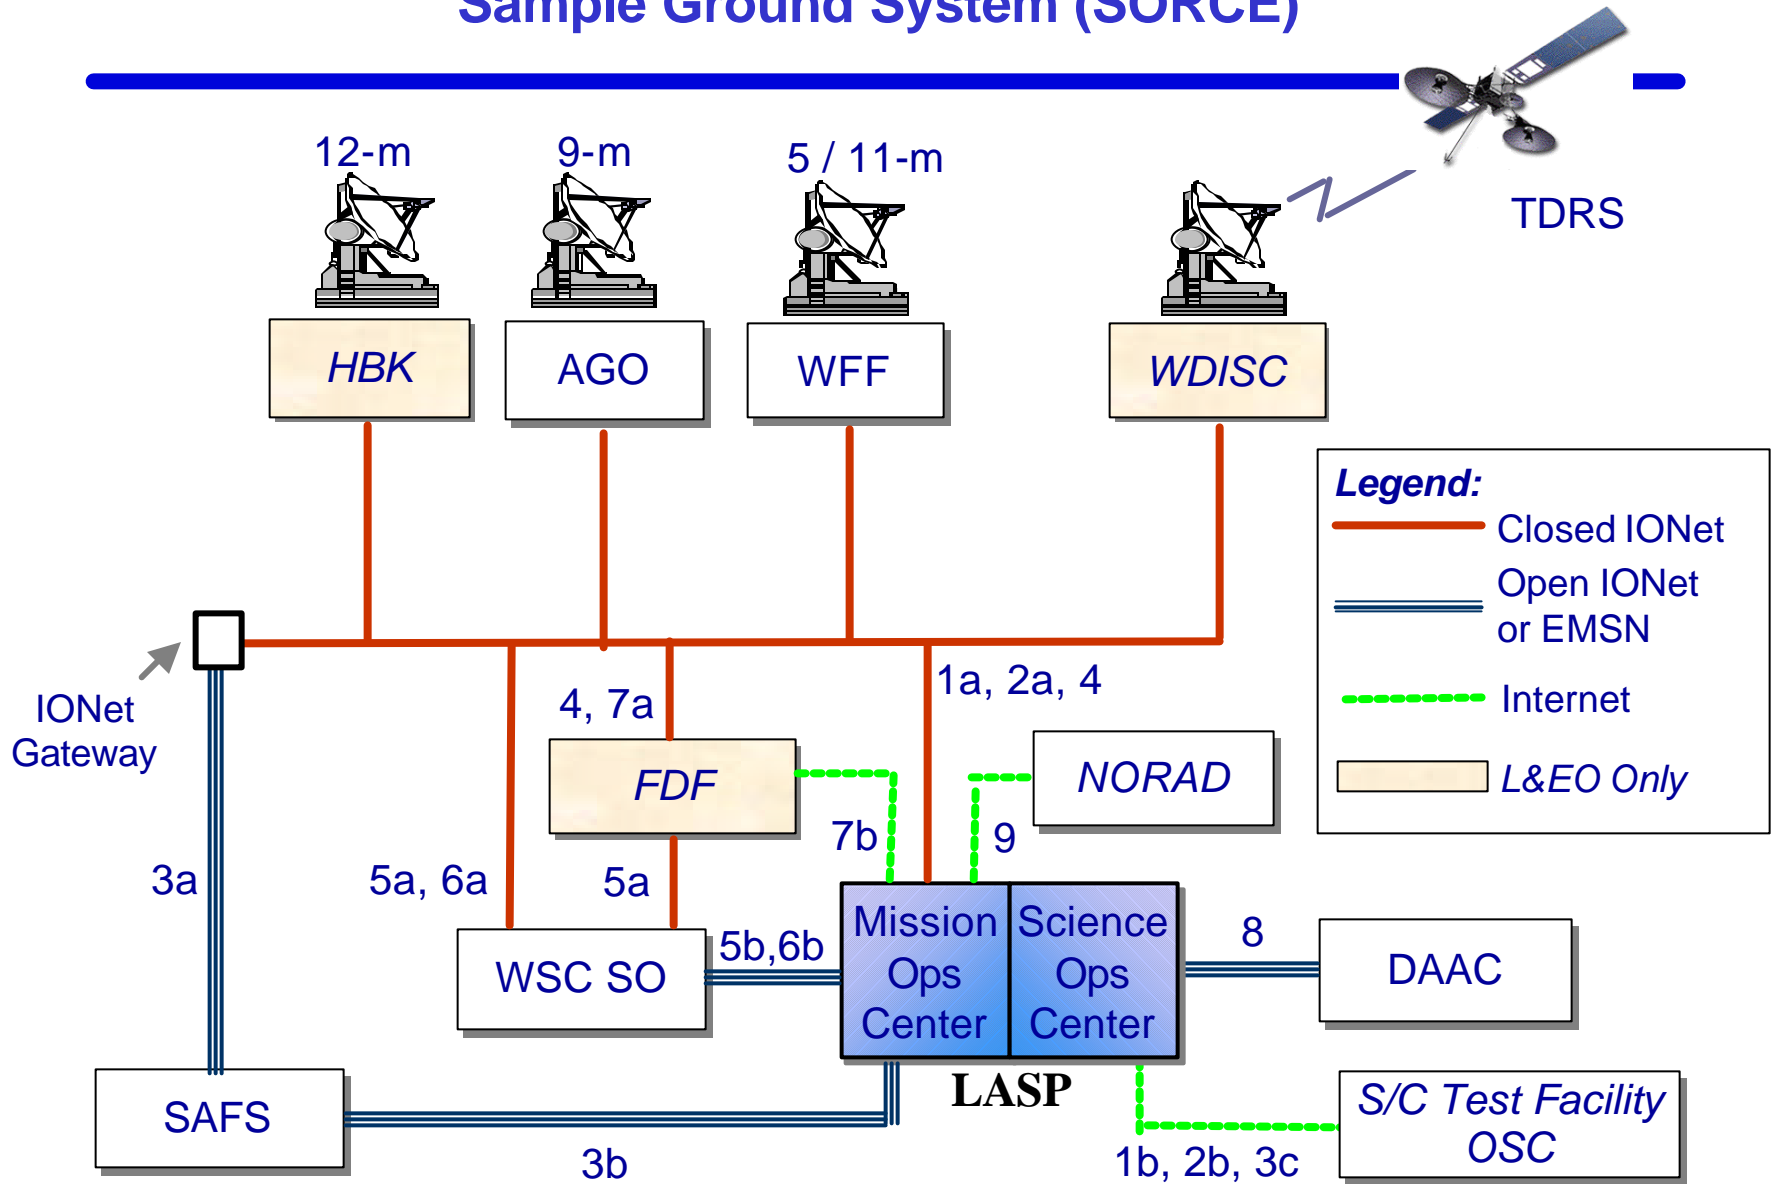 Sample Ground System (SORCE)
12-m
9-m
5 / 11-m
TDRS
HBK
AGO
WFF
WDISC
Legend:
Closed IONet
Open IONet
or EMSN
Internet
L&EO Only
IONet
Gateway
4, 7a
1a, 2a, 4
FDF
NORAD
7b
9
3a
5a, 6a
5a
WSC SO
5b,6b
Mission
Ops
Center
Science
Ops
Center
8
DAAC
LASP
SAFS
3b
S/C Test Facility
OSC
1b, 2b, 3c